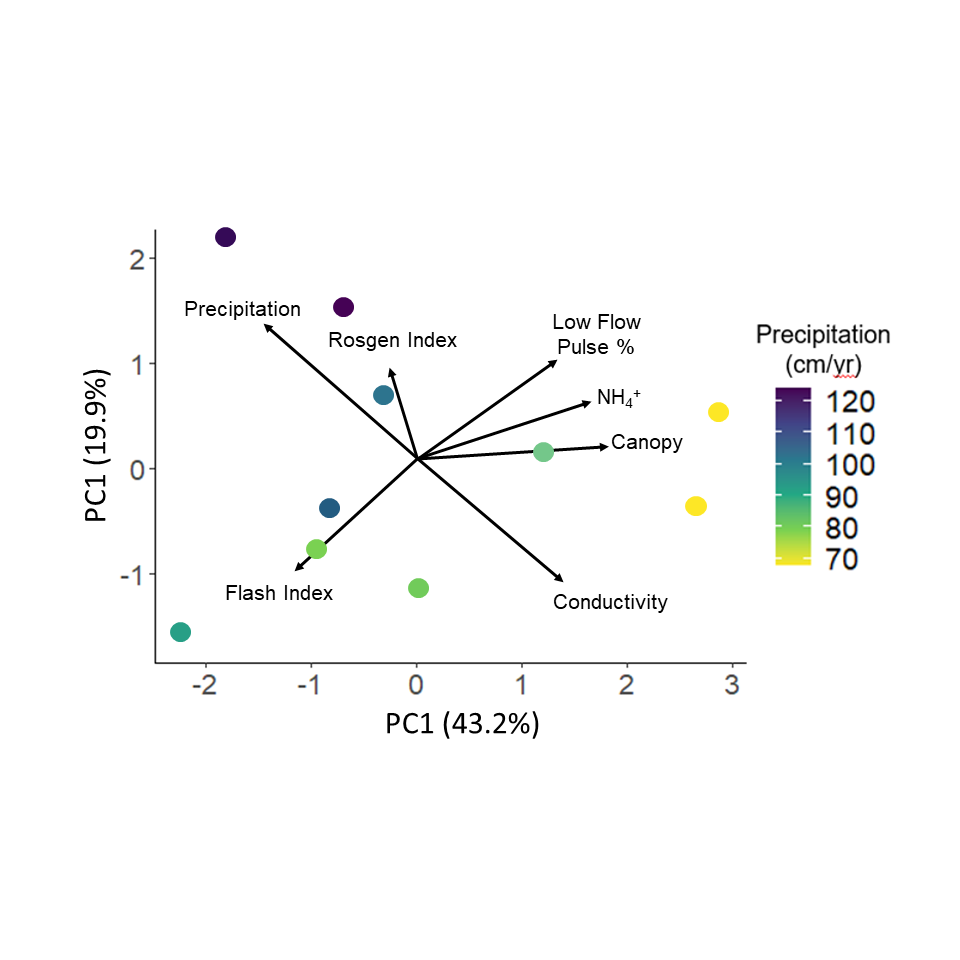 Precipitation
Rosgen Index
Low Flow
Pulse %
NH₄⁺
Canopy
Flash Index
Conductivity
2
1
0
-1
PC1 (19.9%)
-2
-1
0
1
2
3
PC1 (43.2%)
Precipitation
(cm/yr)
120
110
100
90
80
70